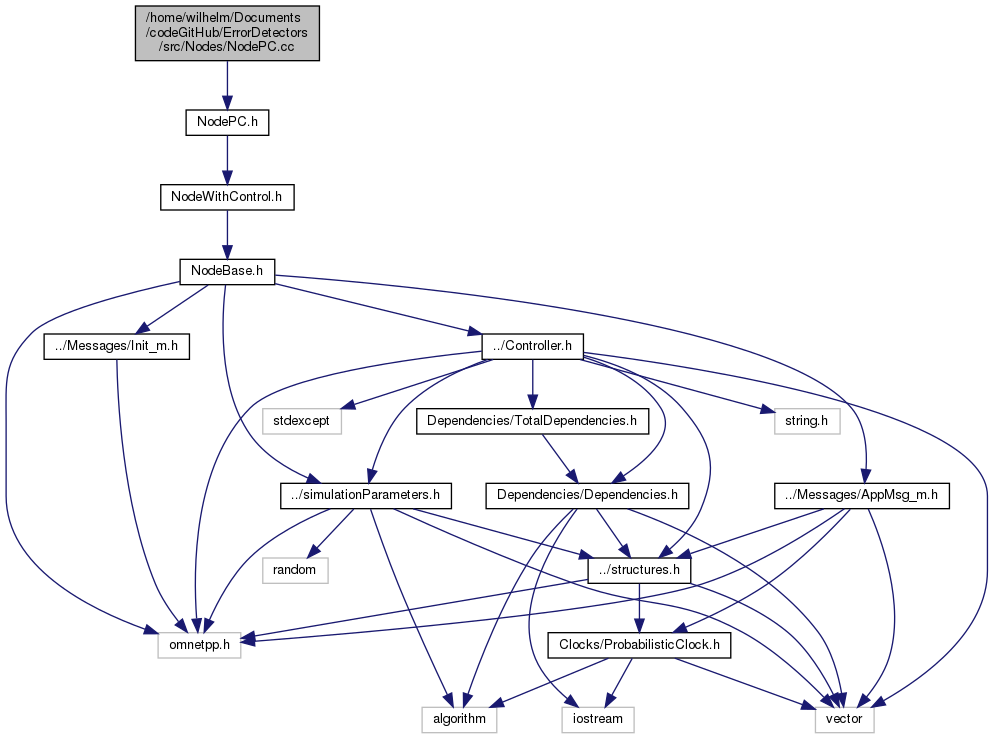 /home/wilhelm/Documents
/codeGitHub/ErrorDetectors
/src/Nodes/NodePC.cc
NodePC.h
NodeWithControl.h
NodeBase.h
../Messages/Init_m.h
../Controller.h
stdexcept
Dependencies/TotalDependencies.h
string.h
../simulationParameters.h
Dependencies/Dependencies.h
../Messages/AppMsg_m.h
random
../structures.h
omnetpp.h
Clocks/ProbabilisticClock.h
algorithm
iostream
vector